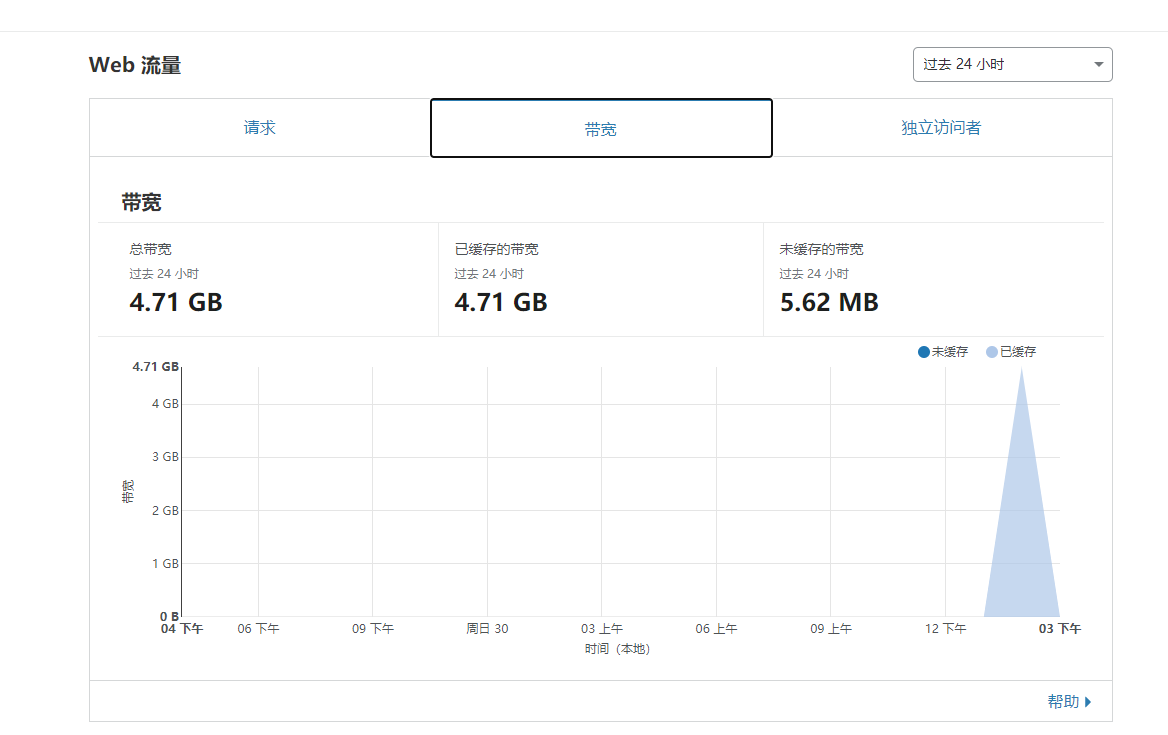 Web 流量
过去 24 小时
请求
带宽
独立访问者
带宽
总带宽
已缓存的带宽
未缓存的带宽
过去 24 小时
过去 24 小时
过去 24 小时
4.71 GB
4.71 GB
5.62 MB
未缓存
已缓存
4.71 GB
4 GB
3 GB
2 GB
1 GB
0 B
带宽
04 下午
06 下午
09 下午
周日 30
03 上午
06 上午
09 上午
12 下午
03 下午
时间（本地）
帮助